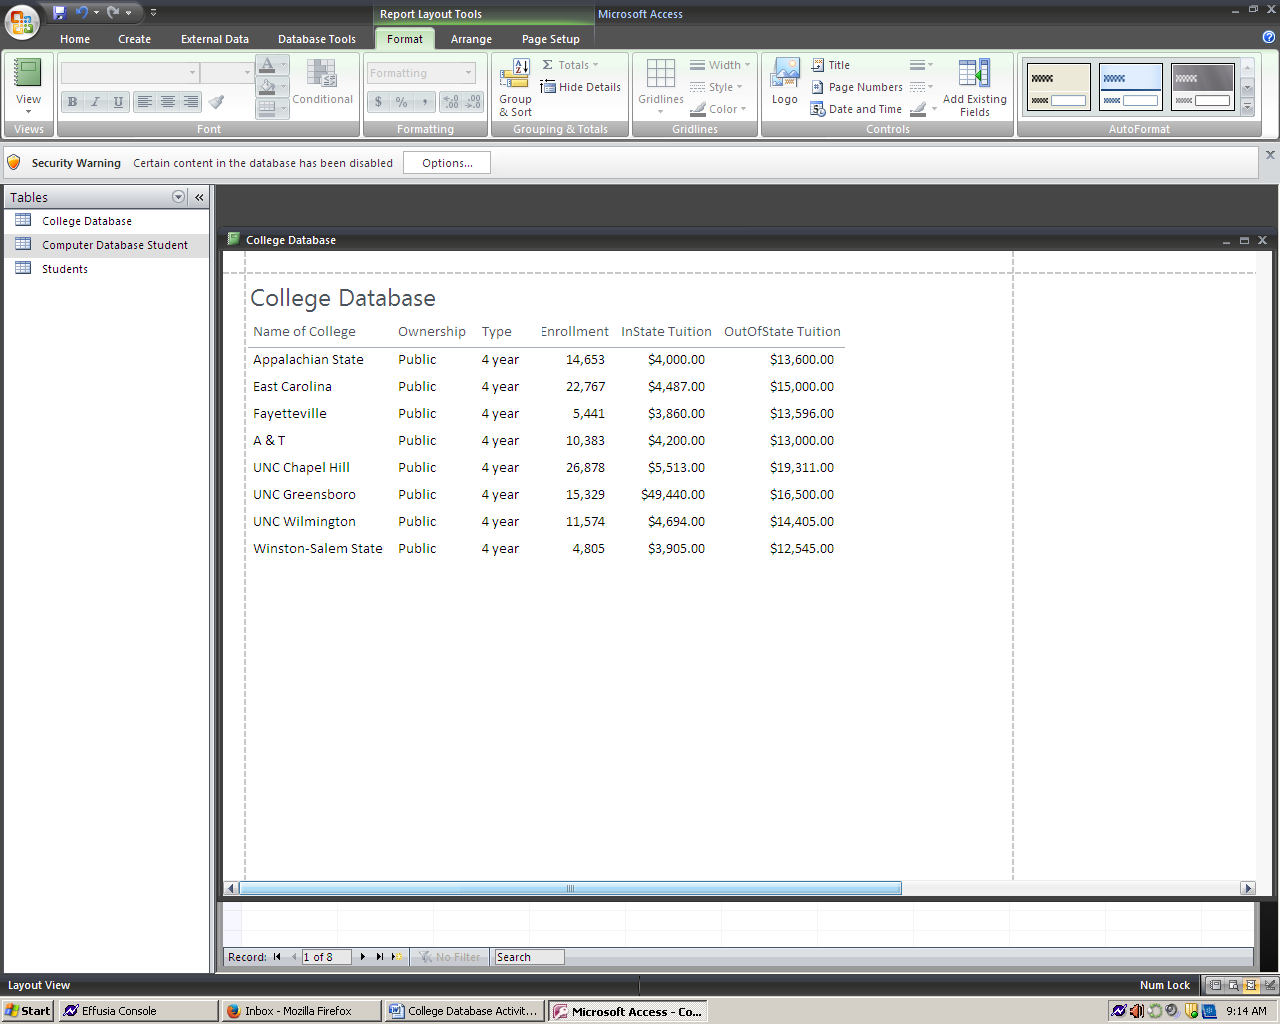 Report Layout Tools Microsoft Access
Home Create External Data Database Tools Format Arrange Page Setup
View
Views
B I U
Conditional
Font
Formatting
$ % ,
Formatting
Group & Sort
Σ Totals
Hide Details
Grouping & Totals
Gridlines
Width
Style
Color
Gridlines
Logo
Title
Page Numbers
Date and Time
Add Existing Fields
Controls
AutoFormat
Security Warning Certain content in the database has been disabled Options...
Tables
College Database
Computer Database Student
Students
College Database
College Database
Name of College Ownership Type Enrollment InState Tuition OutOfState Tuition
Appalachian State Public 4 year 14,653 $4,000.00 $13,600.00
East Carolina Public 4 year 22,767 $4,487.00 $15,000.00
Fayetteville Public 4 year 5,441 $3,860.00 $13,596.00
A & T Public 4 year 10,383 $4,200.00 $13,000.00
UNC Chapel Hill Public 4 year 26,878 $5,513.00 $19,311.00
UNC Greensboro Public 4 year 15,329 $49,440.00 $16,500.00
UNC Wilmington Public 4 year 11,574 $4,694.00 $14,405.00
Winston-Salem State Public 4 year 4,805 $3,905.00 $12,545.00
Record: 1 of 8 No Filter Search
Layout View Num Lock
Start Effusia Console Inbox - Mozilla Firefox College Database Activit... Microsoft Access - Co... 9:14 AM